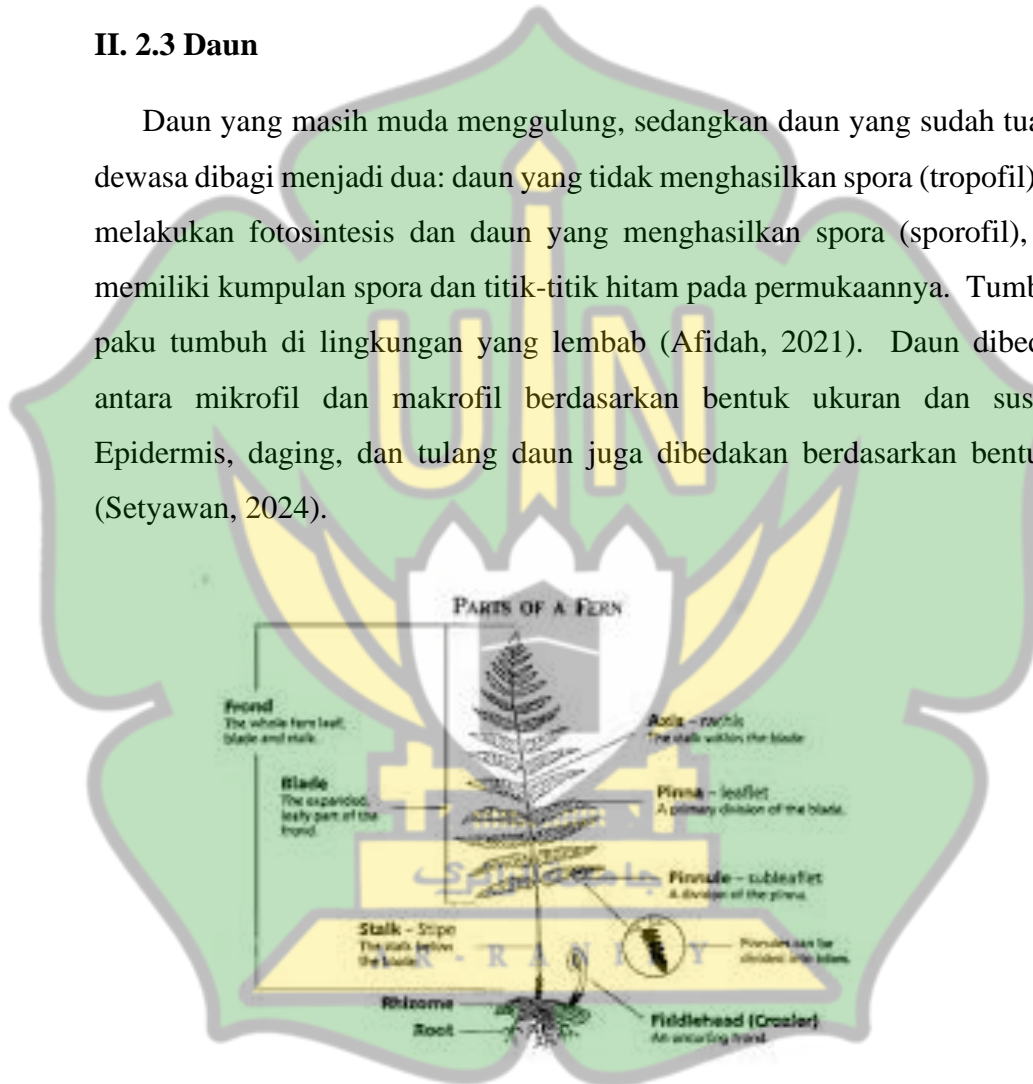 II. 2.3 Daun
Daun yang masih muda menggulung, sedangkan daun yang sudah tua
dewasa dibagi menjadi dua: daun yang tidak menghasilkan spora (tropofil)
melakukan fotosintesis dan daun yang menghasilkan spora (sporofil),
memiliki kumpulan spora dan titik-titik hitam pada permukaannya. Tumb
paku tumbuh di lingkungan yang lembab (Afidah, 2021). Daun dibed
antara mikrofil dan makrofil berdasarkan bentuk ukuran dan sus
Epidermis, daging, dan tulang daun juga dibedakan berdasarkan bentu
(Setyawan, 2024).
UIN
PARTS OF A FERN
Frond
The whole fern leaf,
blade and stalk.
Axis – rachis
The stalk within the blade
Blade
The expanded,
leafy part of the
frond.
Pinna – leaflet
A primary division of the blade.
جامعة الرانيري
Pinnule – subleaflet
A division of the pinna.
Stalk – Stipe
The stalk below
the blade
Pinnules can be
divided into lobes.
AR-RANIRY
Rhizome
Root
Fiddlehead (Crozier)
An uncurling frond